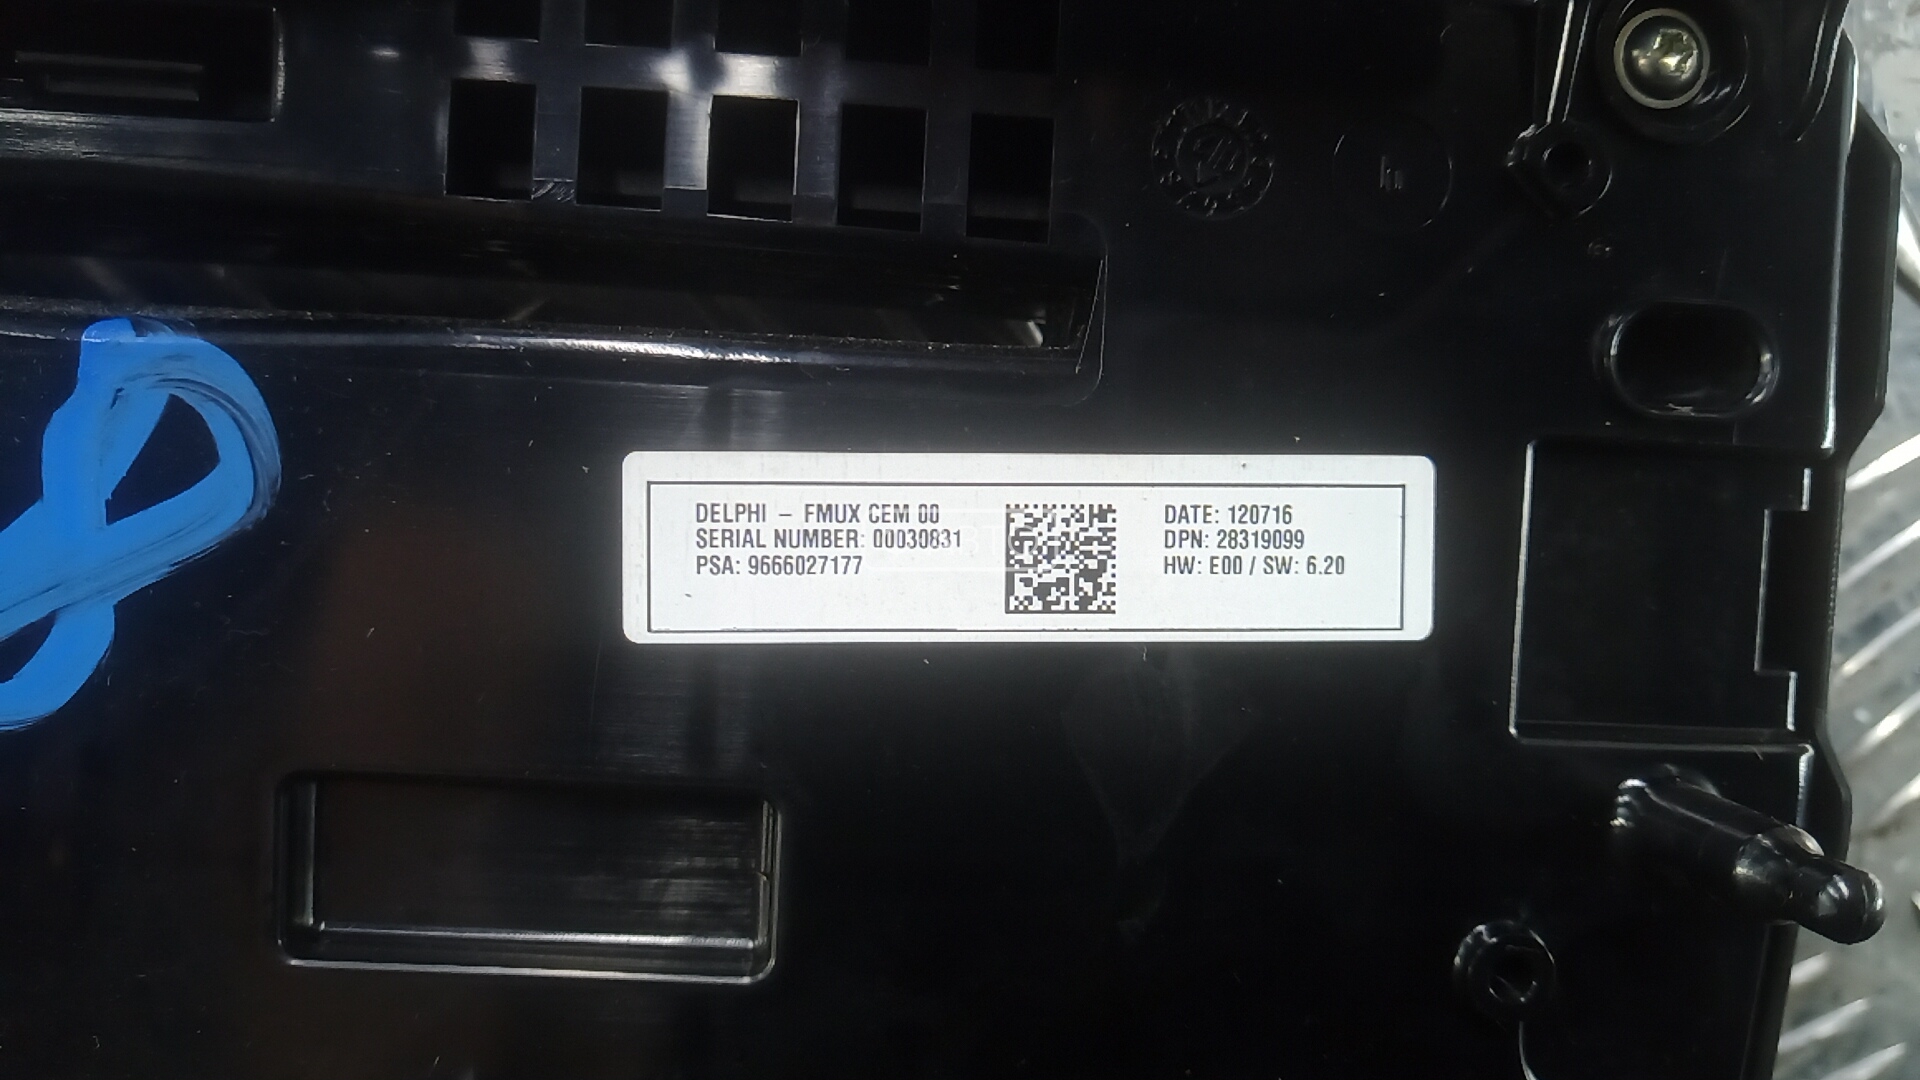 DELPHI – FMUX CEM 00
SERIAL NUMBER: 00030831
PSA: 9666027177
DATE: 120716
DPN: 28319099
HW: E00 / SW: 6.20